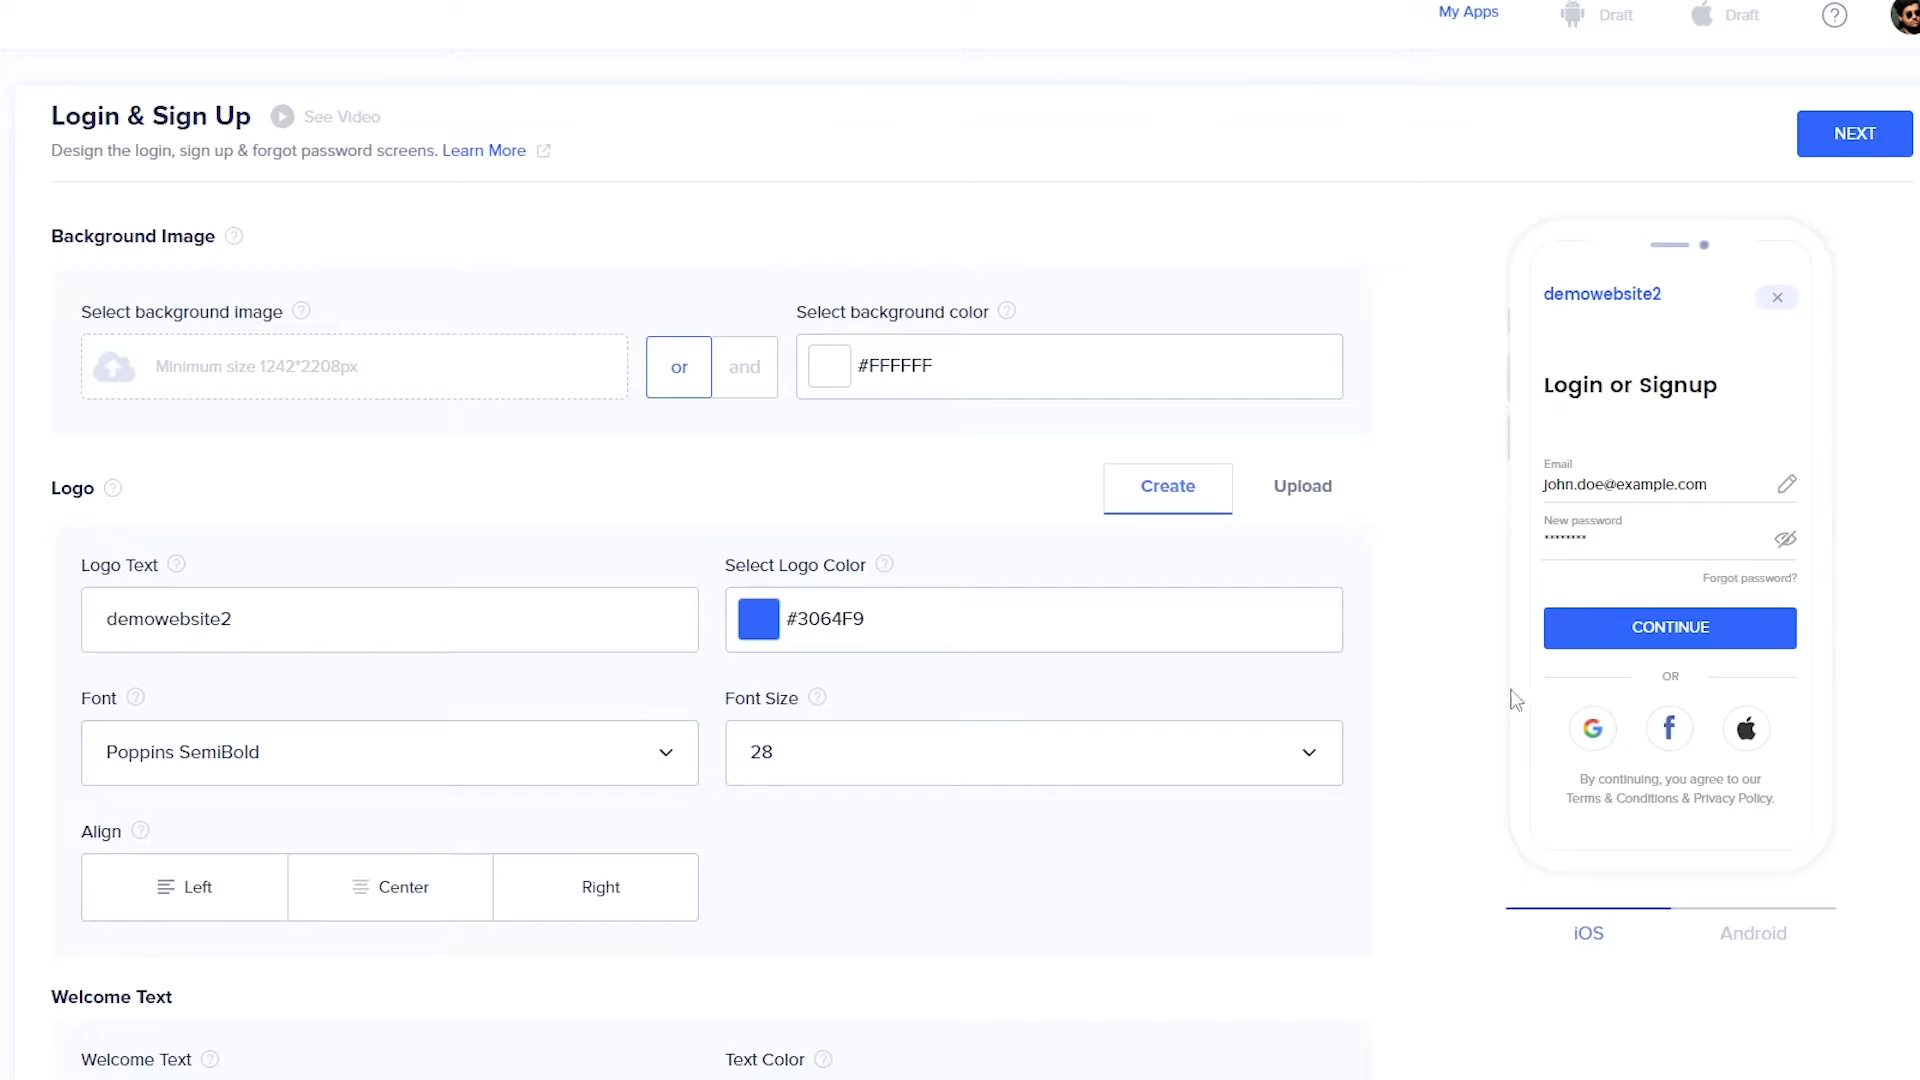 My Apps
Draft
Draft
?
Login & Sign Up
See Video
Design the login, sign up & forgot password screens. Learn More
NEXT
Background Image ?
Select background image ?
Minimum size 1242*2208px
or
and
Select background color ?
#FFFFFF
Logo ?
Create
Upload
Logo Text ?
demowebsite2
Select Logo Color ?
#3064F9
Font ?
Poppins SemiBold
Font Size ?
28
Align ?
Left
Center
Right
Welcome Text
Welcome Text ?
Text Color ?
demowebsite2
Login or Signup
Email
john.doe@example.com
New password
********
Forgot password?
CONTINUE
OR
By continuing, you agree to our
Terms & Conditions & Privacy Policy.
iOS
Android